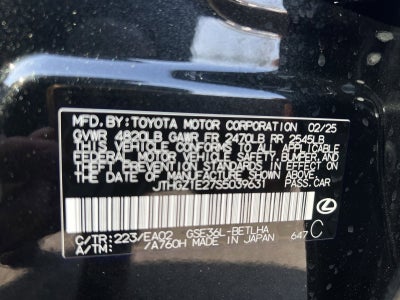 MFD. BY: TOYOTA MOTOR CORPORATION 02/25
GVWR 4820LB GAWR FR 2470LB RR 2545LB
THIS VEHICLE CONFORMS TO ALL APPLICABLE
FEDERAL MOTOR VEHICLE SAFETY, BUMPER, AND
THEFT PREVENTION STANDARDS IN EFFECT ON
THE DATE OF MANUFACTURE SHOWN ABOVE.
JTHGZ1E27S5039631 PASS.CAR
C/TR: 223/EA02 GSE36L-BETLHA
A/TM: /A760H MADE IN JAPAN 647 C